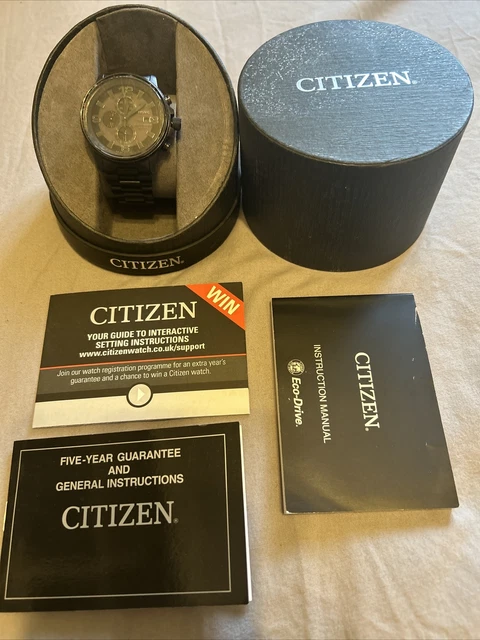 CITIZEN®
CITIZEN®
WIN
CITIZEN
YOUR GUIDE TO INTERACTIVE
SETTING INSTRUCTIONS
www.citizenwatch.co.uk/support
Join our watch registration programme for an extra year's
guarantee and a chance to win a Citizen watch.
CITIZEN®
INSTRUCTION MANUAL
Eco-Drive®
FIVE-YEAR GUARANTEE
AND
GENERAL INSTRUCTIONS
CITIZEN®